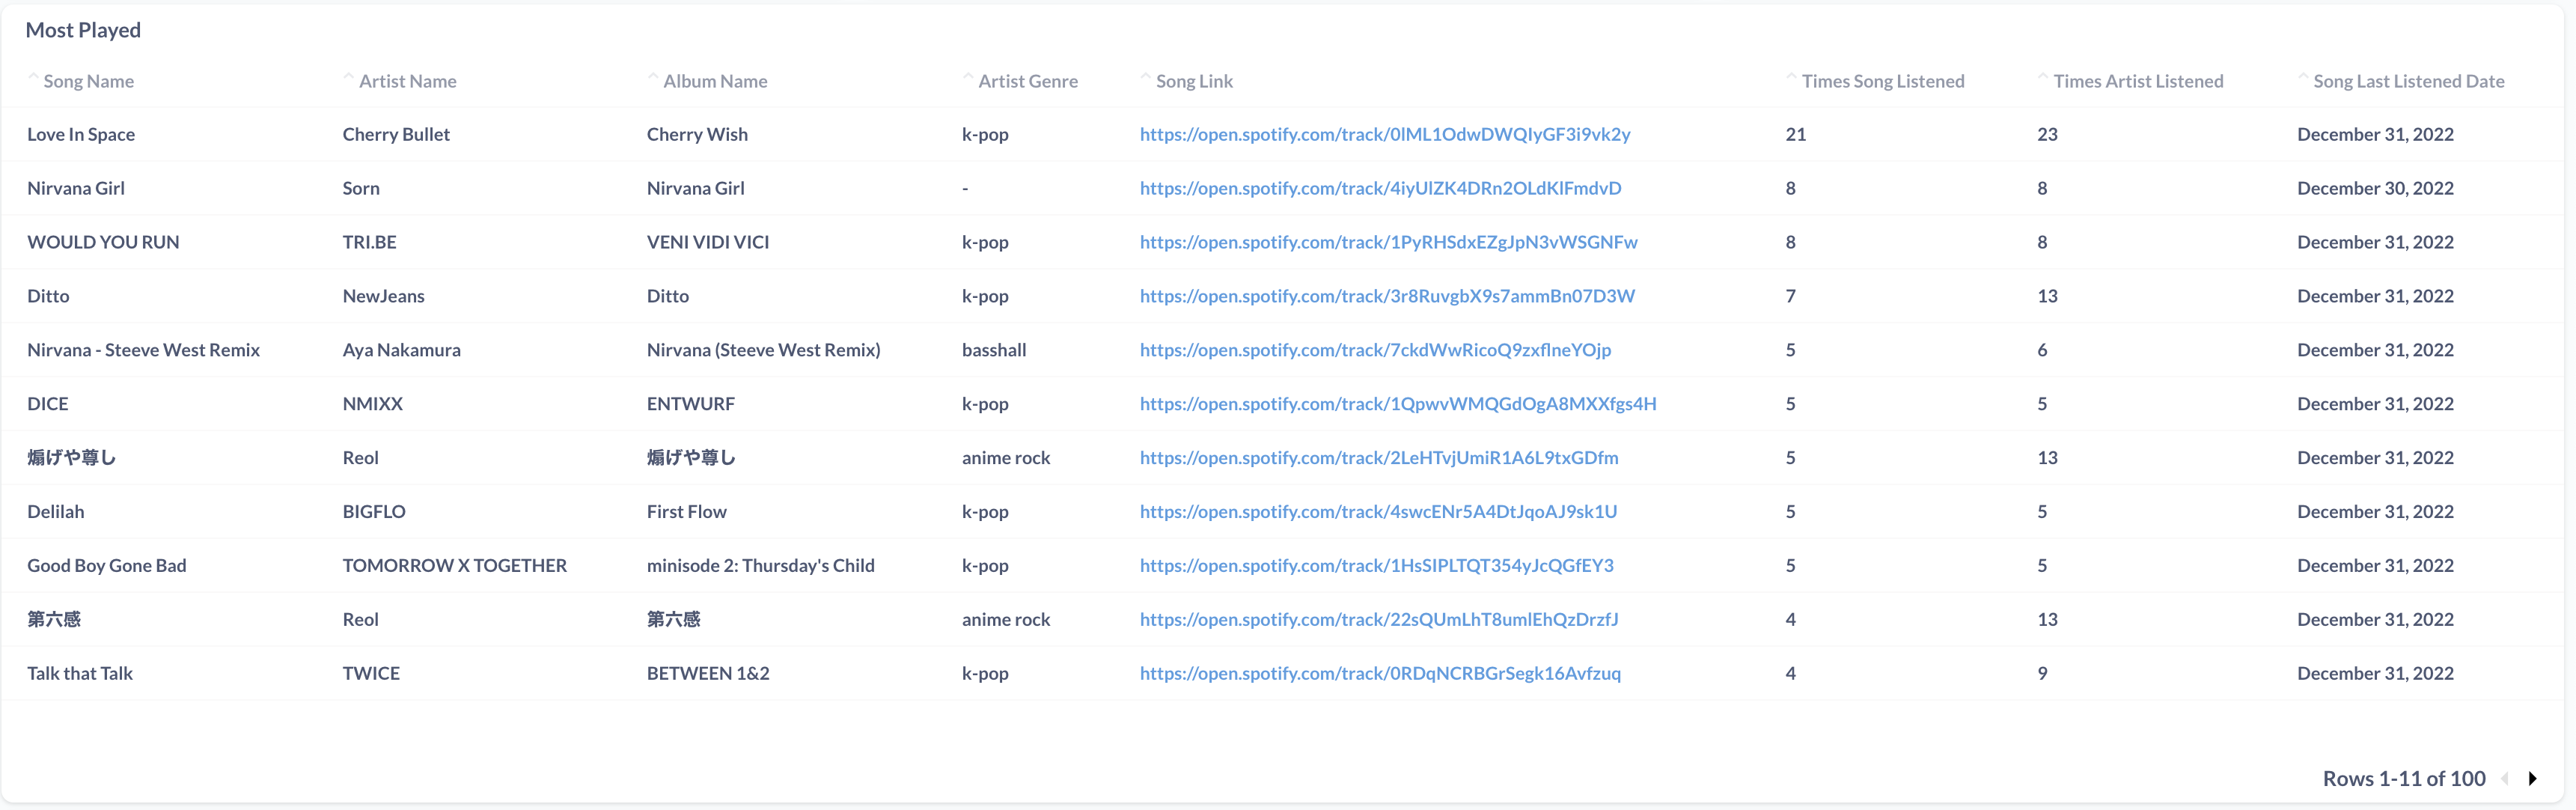 Most Played
Song Name Artist Name Album Name Artist Genre Song Link Times Song Listened Times Artist Listened Song Last Listened Date
Love In Space Cherry Bullet Cherry Wish k-pop https://open.spotify.com/track/0lML1OdwDWQIyGF3i9vk2y 21 23 December 31, 2022
Nirvana Girl Sorn Nirvana Girl - https://open.spotify.com/track/4iyUlZK4DRn2OLdKlFmdvD 8 8 December 30, 2022
WOULD YOU RUN TRI.BE VENI VIDI VICI k-pop https://open.spotify.com/track/1PyRHSdxEZgJpN3vWSGNFw 8 8 December 31, 2022
Ditto NewJeans Ditto k-pop https://open.spotify.com/track/3r8RuvgbX9s7ammBn07D3W 7 13 December 31, 2022
Nirvana - Steeve West Remix Aya Nakamura Nirvana (Steeve West Remix) basshall https://open.spotify.com/track/7ckdWwRicoQ9zxflneYOjp 5 6 December 31, 2022
DICE NMIXX ENTWURF k-pop https://open.spotify.com/track/1QpwvWMQGdOgA8MXXfgs4H 5 5 December 31, 2022
煽げや尊し Reol 煽げや尊し anime rock https://open.spotify.com/track/2LeHTvjUmiR1A6L9txGDfm 5 13 December 31, 2022
Delilah BIGFLO First Flow k-pop https://open.spotify.com/track/4swcENr5A4DtJqoAJ9sk1U 5 5 December 31, 2022
Good Boy Gone Bad TOMORROW X TOGETHER minisode 2: Thursday's Child k-pop https://open.spotify.com/track/1HsSIPLTQT354yJcQGfEY3 5 5 December 31, 2022
第六感 Reol 第六感 anime rock https://open.spotify.com/track/22sQUmLhT8umlEhQzDrzfJ 4 13 December 31, 2022
Talk that Talk TWICE BETWEEN 1&2 k-pop https://open.spotify.com/track/0RDqNCRBGrSegk16Avfzuq 4 9 December 31, 2022
Rows 1-11 of 100